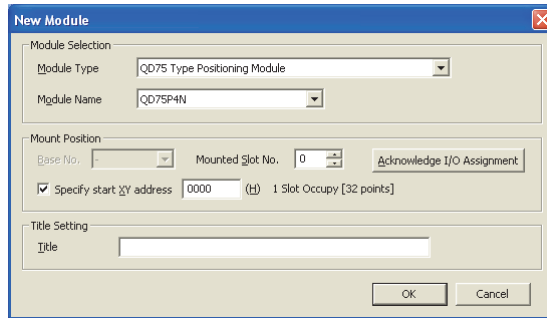 New Module
Module Selection
Module Type QD75 Type Positioning Module
Module Name QD75P4N
Mount Position
Base No. - Mounted Slot No. 0 Acknowledge I/O Assignment
Specify start XY address 0000 (H) 1 Slot Occupy [32 points]
Title Setting
Title
OK Cancel